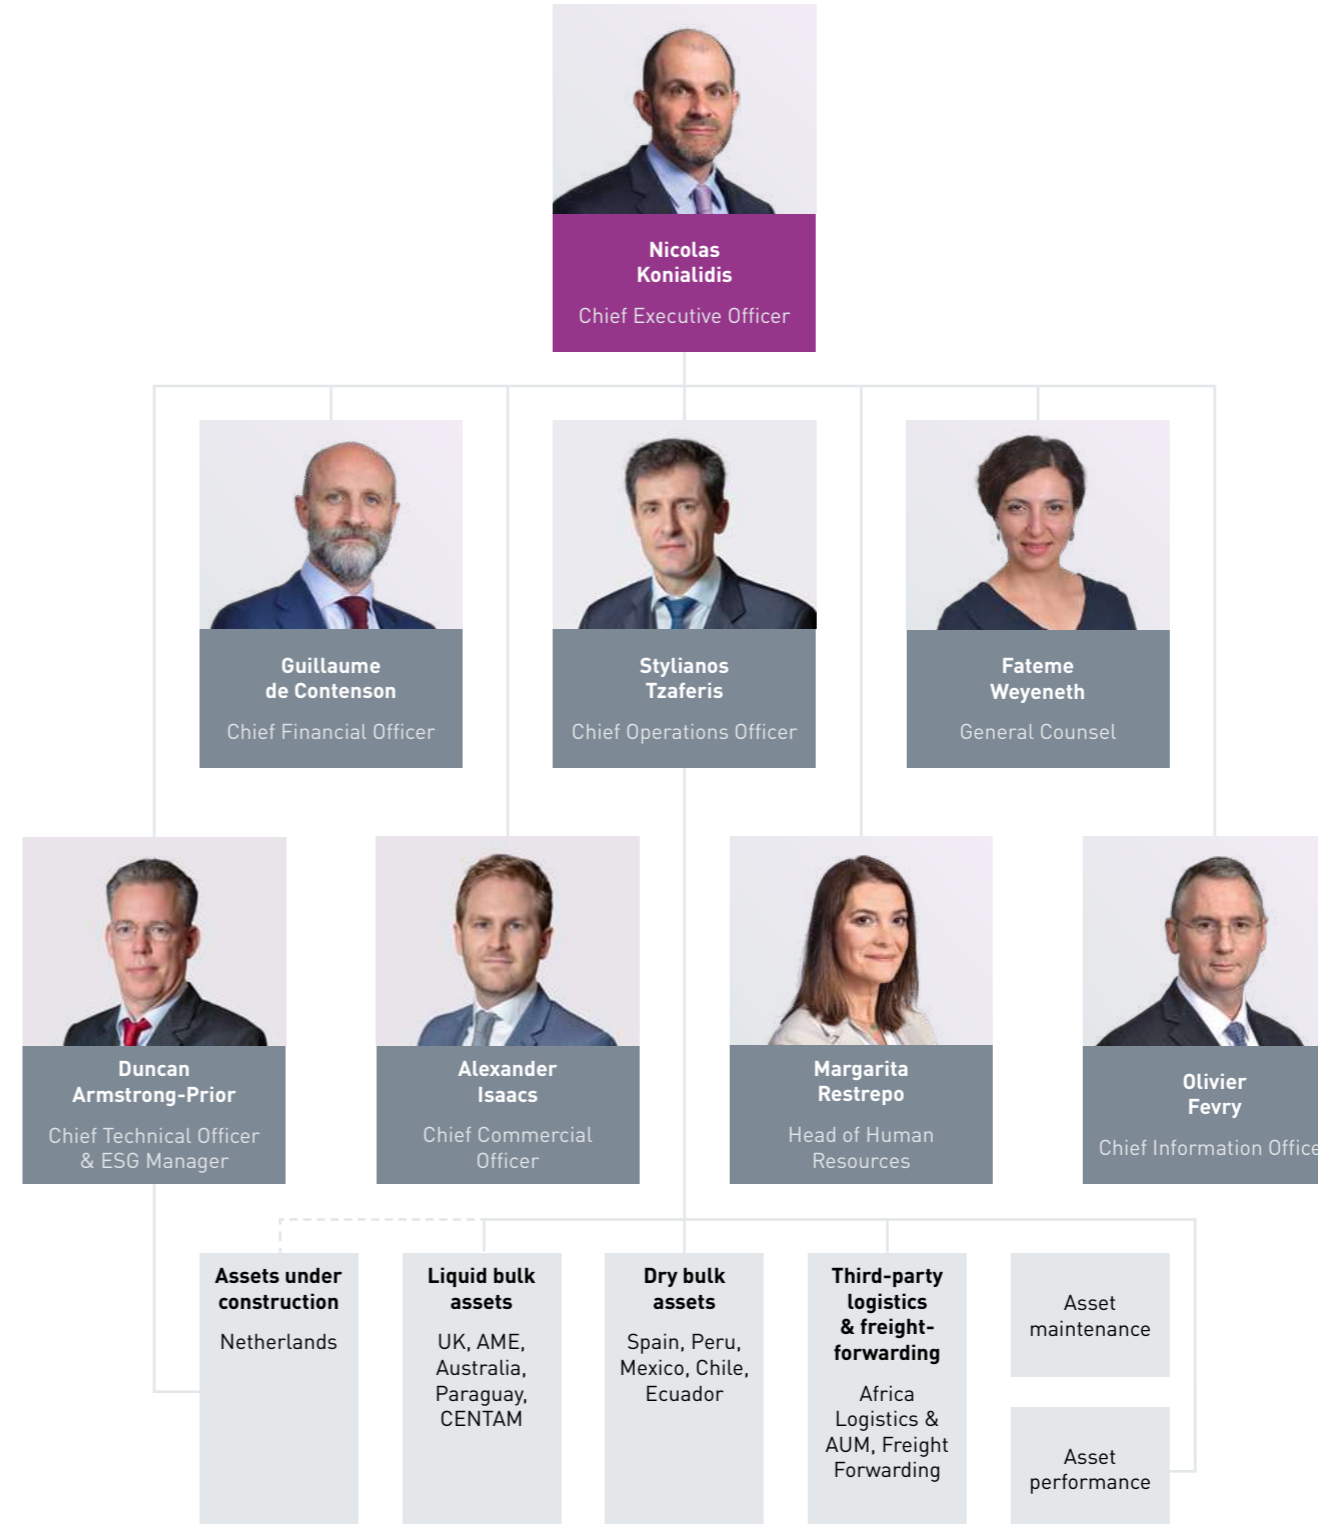 Nicolas
Konialidis
Chief Executive Officer
Guillaume
de Contenson
Chief Financial Officer
Stylianos
Tzaferis
Chief Operations Officer
Fateme
Weyeneth
General Counsel
Duncan
Armstrong-Prior
Chief Technical Officer
& ESG Manager
Alexander
Isaacs
Chief Commercial
Officer
Margarita
Restrepo
Head of Human
Resources
Olivier
Fevry
Chief Information Office
Assets under
construction
Netherlands
Liquid bulk
assets
UK, AME,
Australia,
Paraguay,
CENTAM
Dry bulk
assets
Spain, Peru,
Mexico, Chile,
Ecuador
Third-party
logistics
& freight-
forwarding
Africa
Logistics &
AUM, Freight
Forwarding
Asset
maintenance
Asset
performance